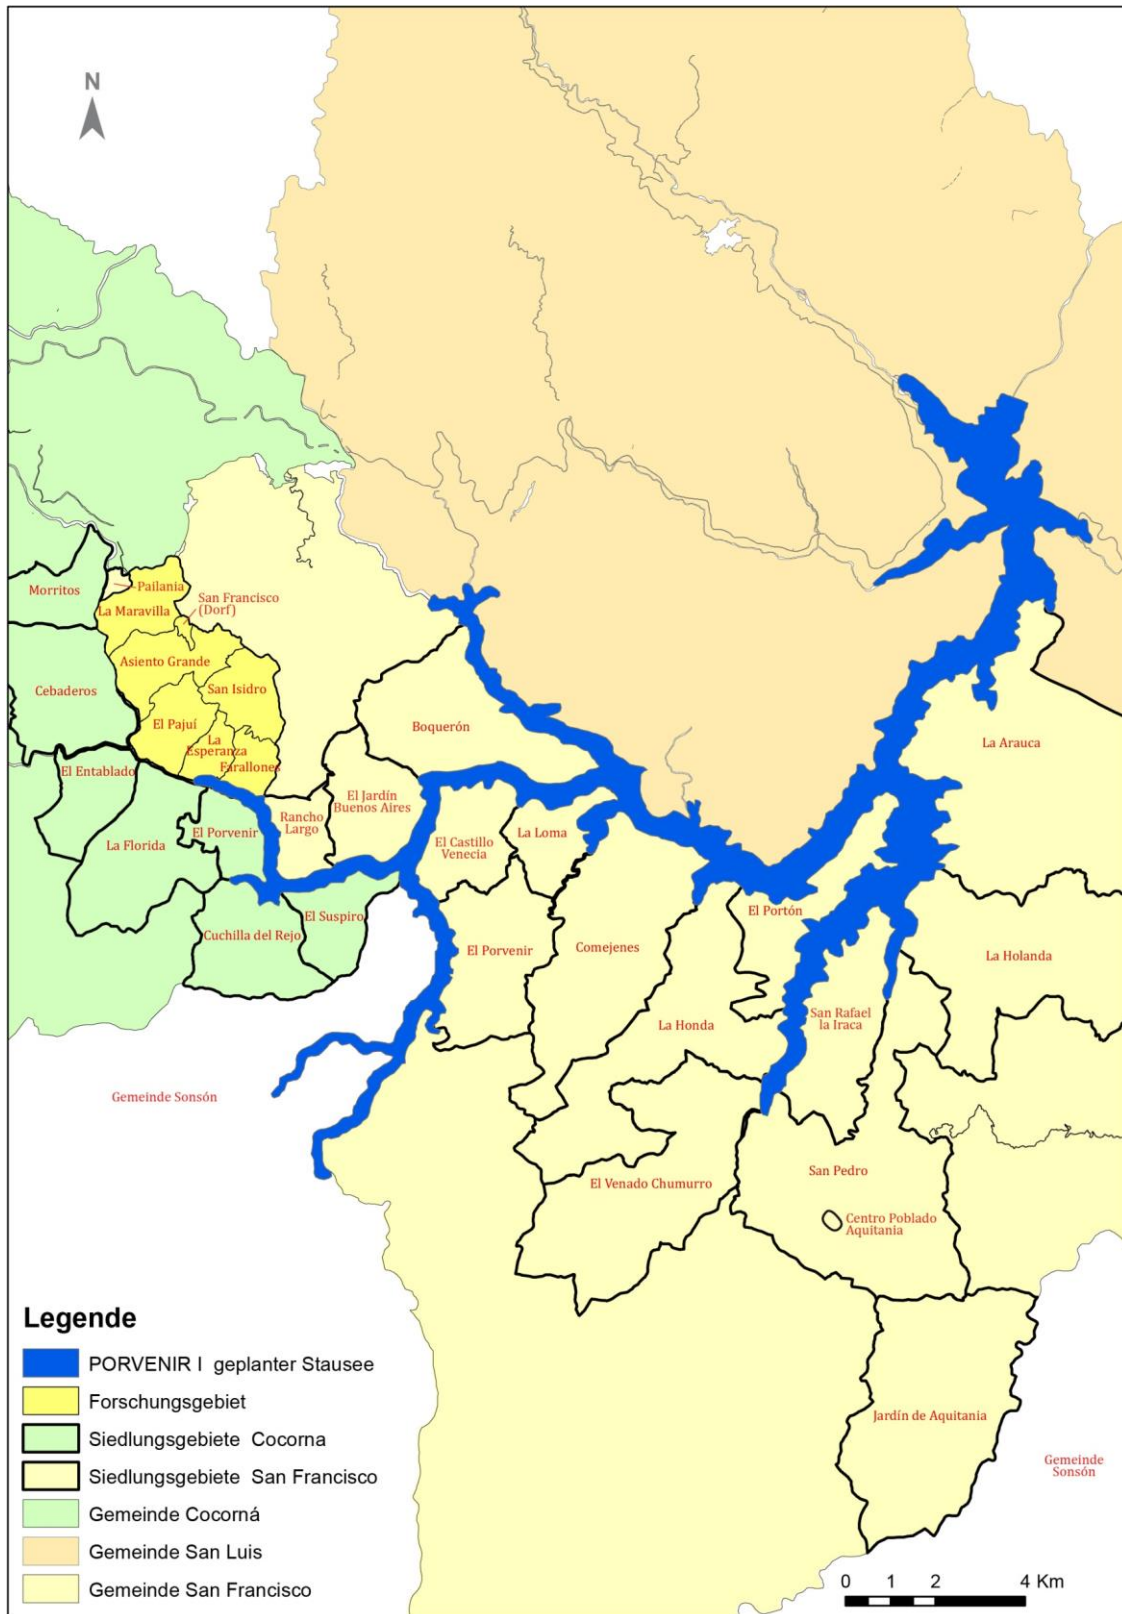 N
Morritos
Pailania
La Maravilla
San Francisco
(Dorf)
Asiento Grande
Cebaderos
San Isidro
El Pajuí
La
Esperanza
Farallones
Boquerón
La Arauca
El Entablado
El Jardín
Buenos Aires
Rancho
Largo
El Porvenir
La Florida
La Loma
El Castillo
Venecia
El Portón
El Suspiro
Cuchilla del Rejo
El Porvenir
Comejenes
La Holanda
San Rafael
la Iraca
La Honda
Gemeinde Sonsón
San Pedro
El Venado Chumurro
Centro Poblado
Aquitania
Jardín de Aquitania
Gemeinde
Sonsón
Legende
PORVENIR I geplanter Stausee
Forschungsgebiet
Siedlungsgebiete Cocorna
Siedlungsgebiete San Francisco
Gemeinde Cocorná
Gemeinde San Luis
Gemeinde San Francisco
0 1 2 4 Km